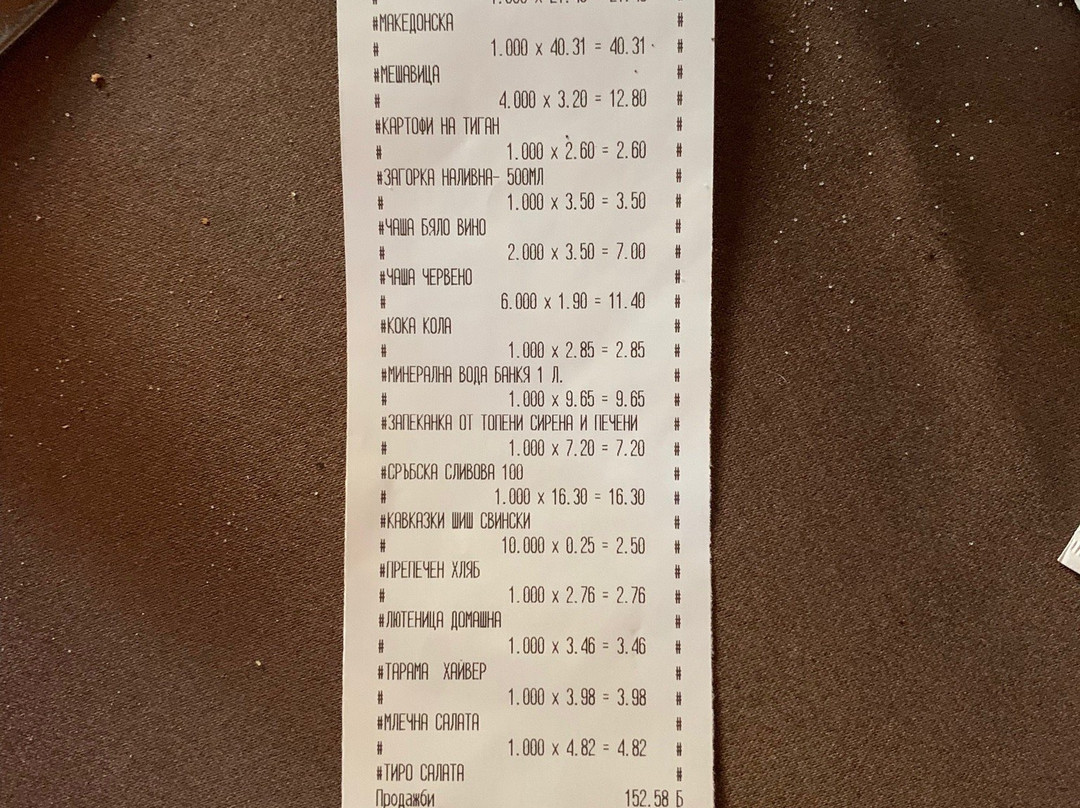 #МАКЕДОНСКА #
# 1.000 x 40.31 = 40.31 #
#МЕШАВИЦА #
# 4.000 x 3.20 = 12.80 #
#КАРТОФИ НА ТИГАН #
# 1.000 x 2.60 = 2.60 #
#ЗАГОРКА НАЛИВНА- 500МЛ #
# 1.000 x 3.50 = 3.50 #
#ЧАША БЯЛО ВИНО #
# 2.000 x 3.50 = 7.00 #
#ЧАША ЧЕРВЕНО #
# 6.000 x 1.90 = 11.40 #
#КОКА КОЛА #
# 1.000 x 2.85 = 2.85 #
#МИНЕРАЛНА ВОДА БАНКЯ 1 Л. #
# 1.000 x 9.65 = 9.65 #
#ЗАПЕКАНКА ОТ ТОПЕНИ СИРЕНА И ПЕЧЕНИ #
# 1.000 x 7.20 = 7.20 #
#СРЪБСКА СЛИВОВА 100 #
# 1.000 x 16.30 = 16.30 #
#КАВКАЗКИ ШИШ СВИНСКИ #
# 10.000 x 0.25 = 2.50 #
#ПРЕПЕЧЕН ХЛЯБ #
# 1.000 x 2.76 = 2.76 #
#ЛЮТЕНИЦА ДОМАШНА #
# 1.000 x 3.46 = 3.46 #
#ТАРАМА ХАЙВЕР #
# 1.000 x 3.98 = 3.98 #
#МЛЕЧНА САЛАТА #
# 1.000 x 4.82 = 4.82 #
#ТИРО САЛАТА #
Продажби 152.58 Б